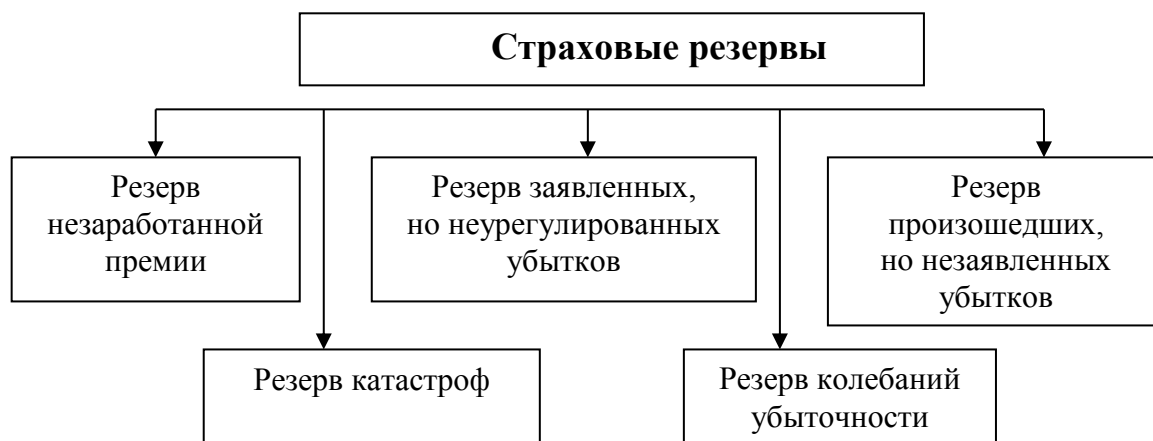 Страховые резервы
Резерв
незаработанной
премии
Резерв заявленных,
но неурегулированных
убытков
Резерв
произошедших,
но незаявленных
убытков
Резерв катастроф
Резерв колебаний
убыточности